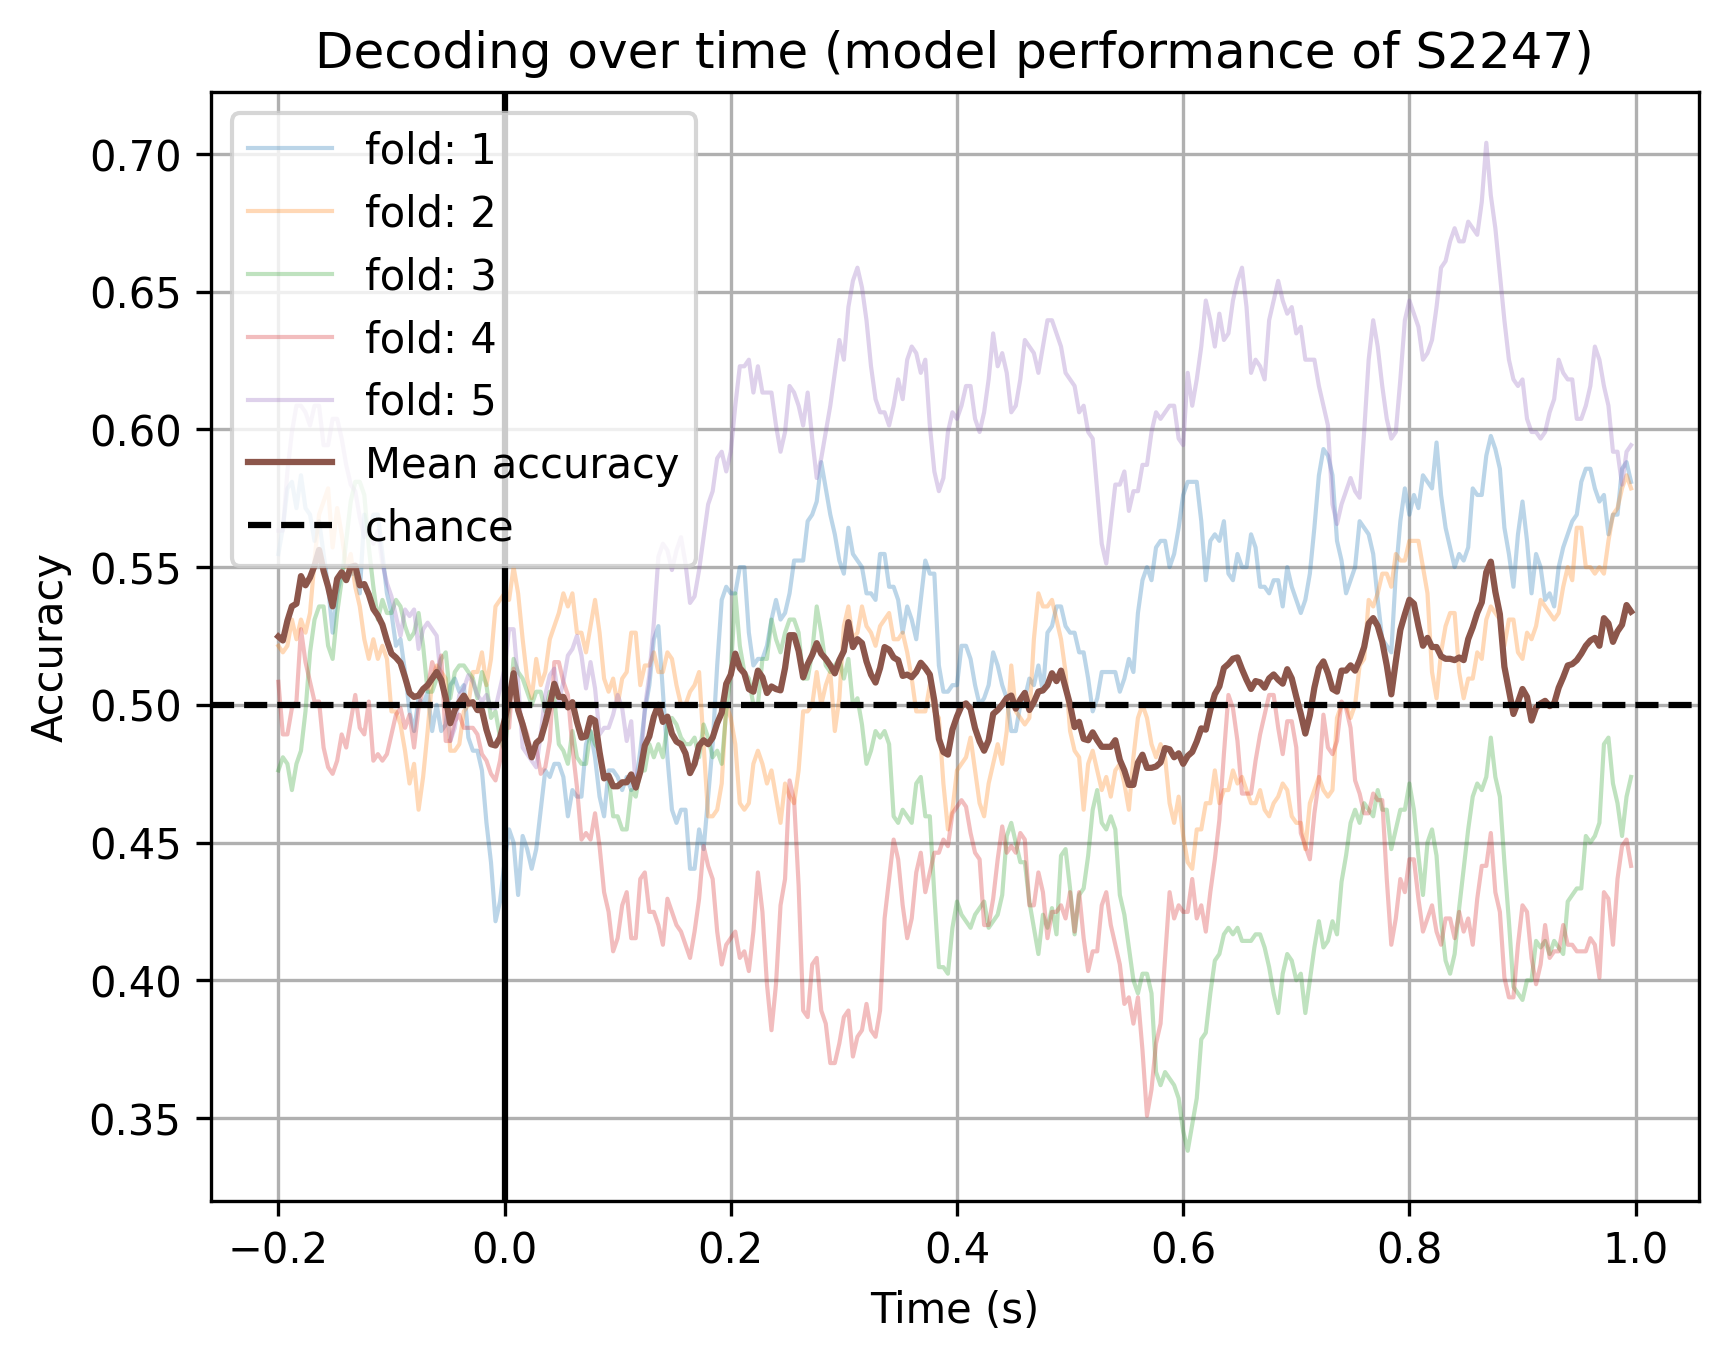 Decoding over time (model performance of S2247)
0.70
0.65
0.60
0.55
0.50
0.45
0.40
0.35
Accuracy
fold: 1
fold: 2
fold: 3
fold: 4
fold: 5
Mean accuracy
chance
−0.2
0.0
0.2
0.4
0.6
0.8
1.0
Time (s)